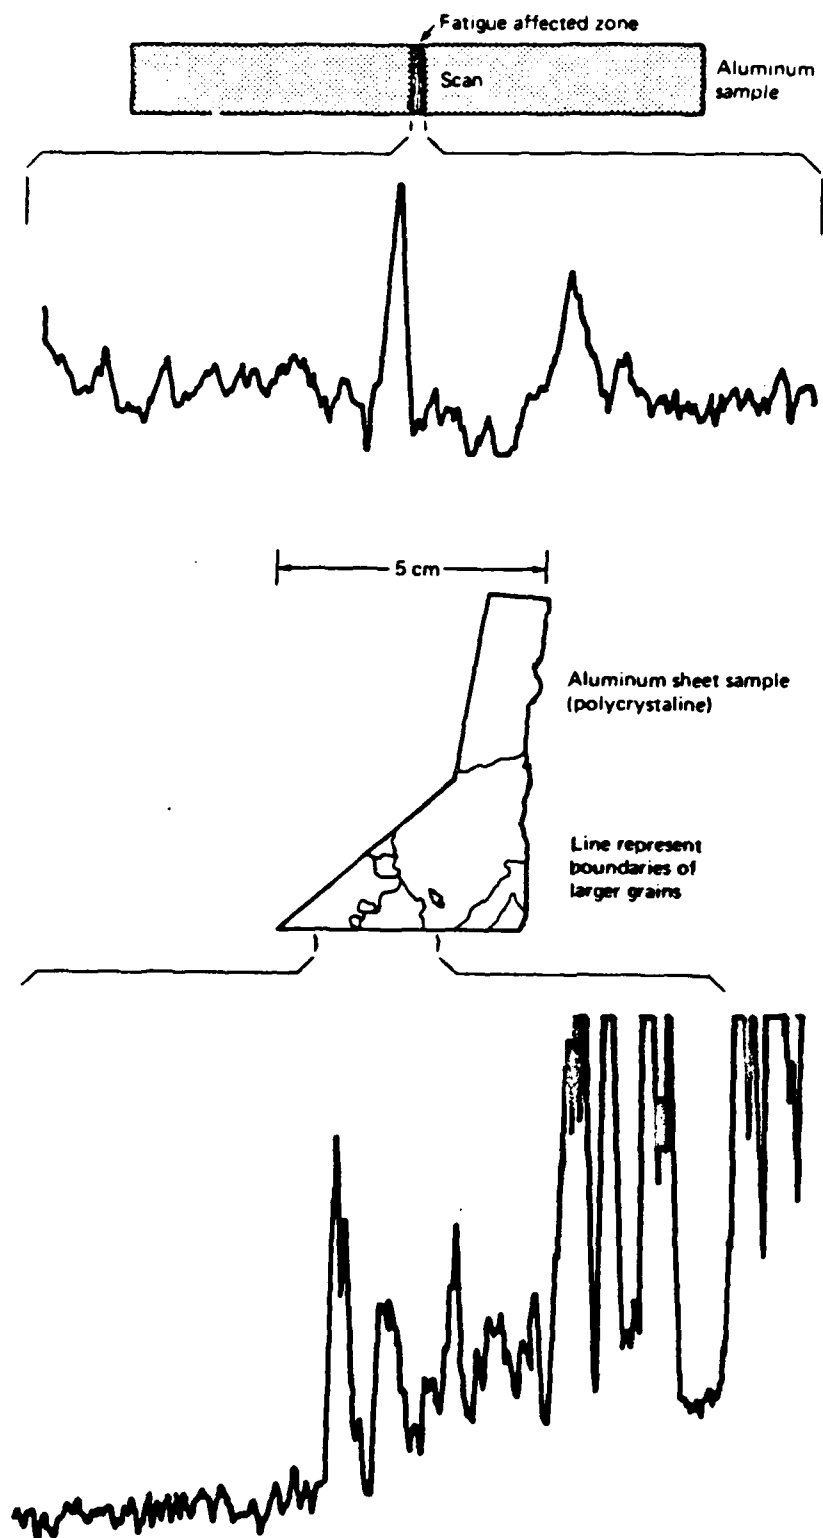 Fatigue affected zone
Scan
Aluminum
sample
5 cm
Aluminum sheet sample
(polycrystaline)
Line represent
boundaries of
larger grains